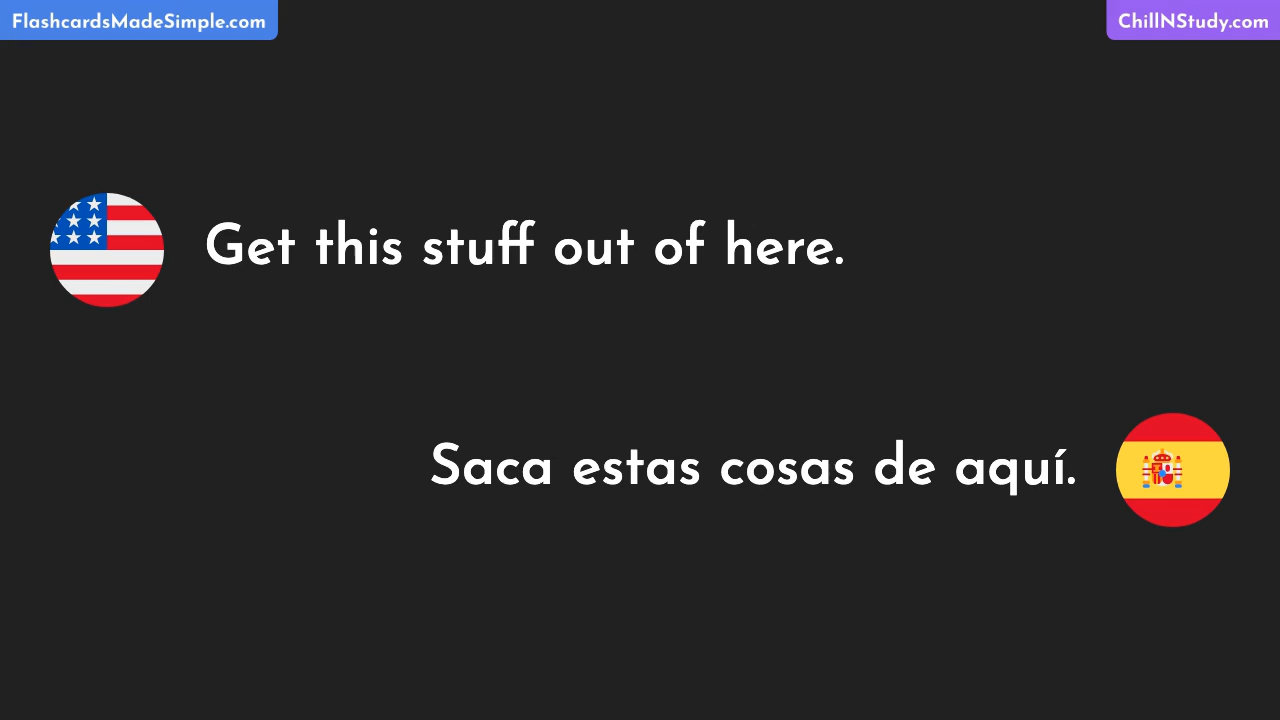 FlashcardsMadeSimple.com
ChillNStudy.com
Get this stuff out of here.
Saca estas cosas de aquí.